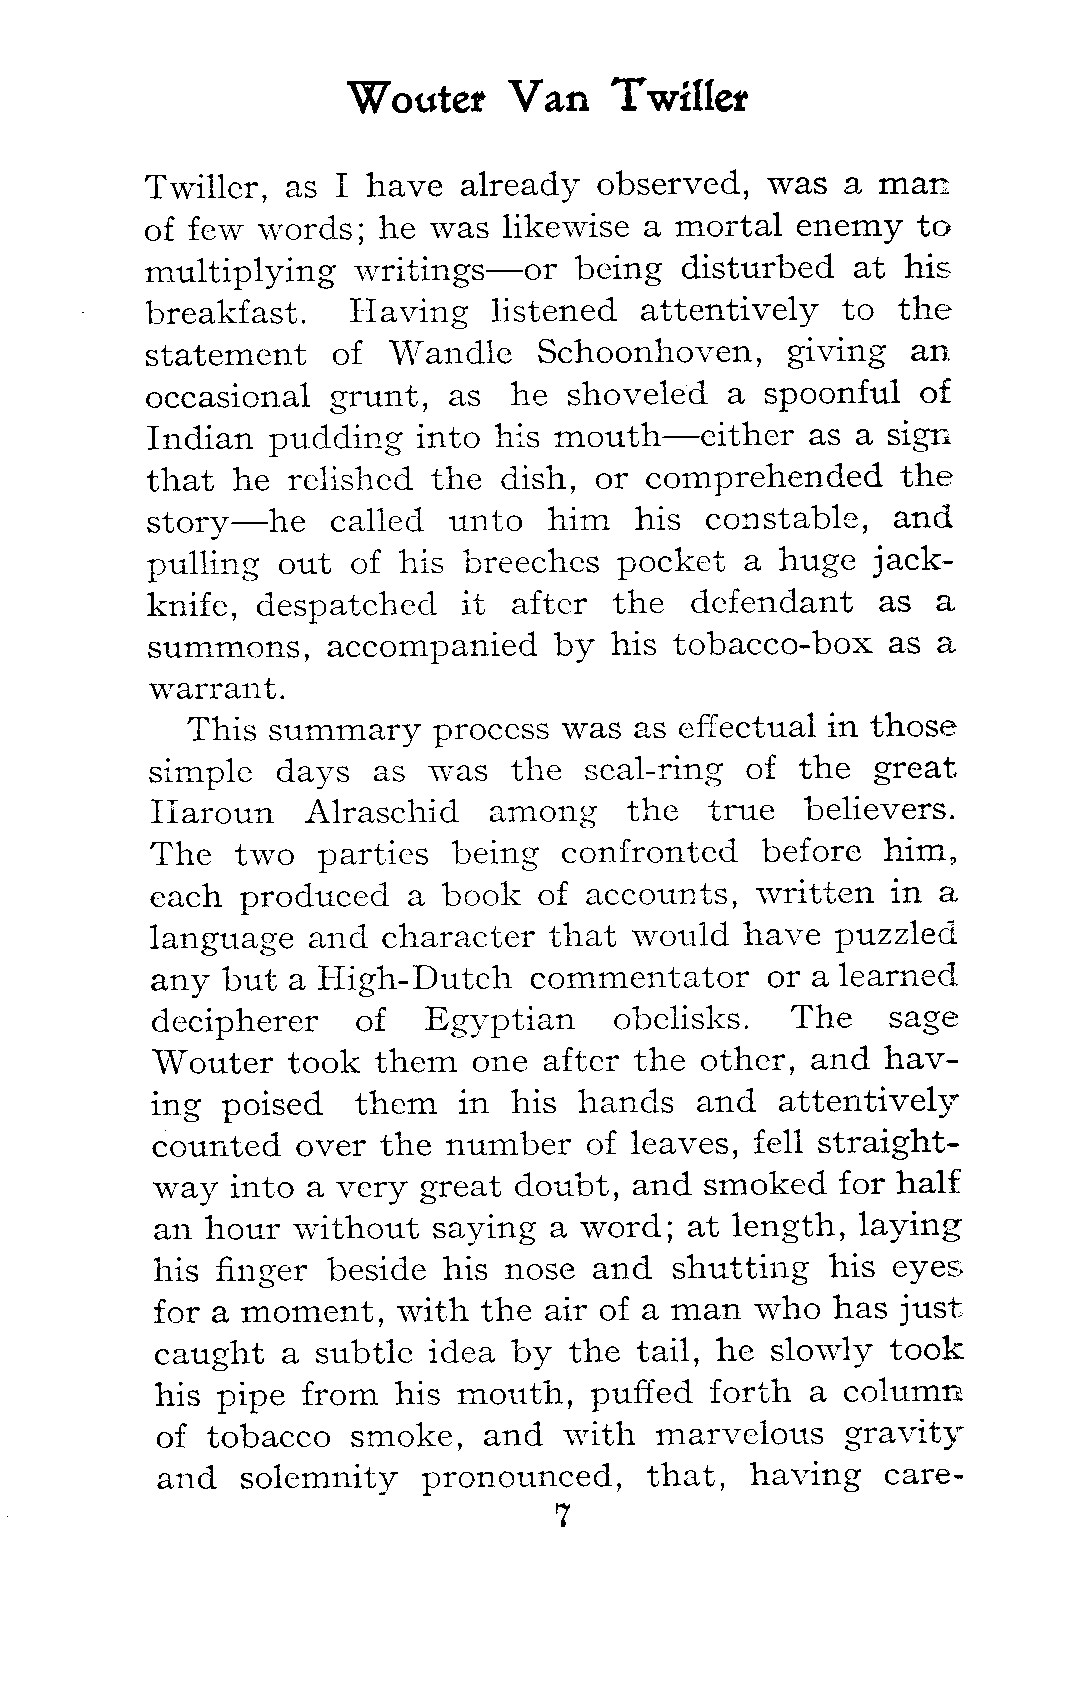 Wouter Van Twiller
Twiller, as I have already observed, was a man
of few words; he was likewise a mortal enemy to
multiplying writings—or being disturbed at his
breakfast. Having listened attentively to the
statement of Wandle Schoonhoven, giving an
occasional grunt, as he shoveled a spoonful of
Indian pudding into his mouth—either as a sign
that he relished the dish, or comprehended the
story—he called unto him his constable, and
pulling out of his breeches pocket a huge jack-
knife, despatched it after the defendant as a
summons, accompanied by his tobacco-box as a
warrant.
This summary process was as effectual in those
simple days as was the seal-ring of the great
Haroun Alraschid among the true believers.
The two parties being confronted before him,
each produced a book of accounts, written in a
language and character that would have puzzled
any but a High-Dutch commentator or a learned
decipherer of Egyptian obelisks. The sage
Wouter took them one after the other, and hav-
ing poised them in his hands and attentively
counted over the number of leaves, fell straight-
way into a very great doubt, and smoked for half
an hour without saying a word; at length, laying
his finger beside his nose and shutting his eyes
for a moment, with the air of a man who has just
caught a subtle idea by the tail, he slowly took
his pipe from his mouth, puffed forth a column
of tobacco smoke, and with marvelous gravity
and solemnity pronounced, that, having care-
7